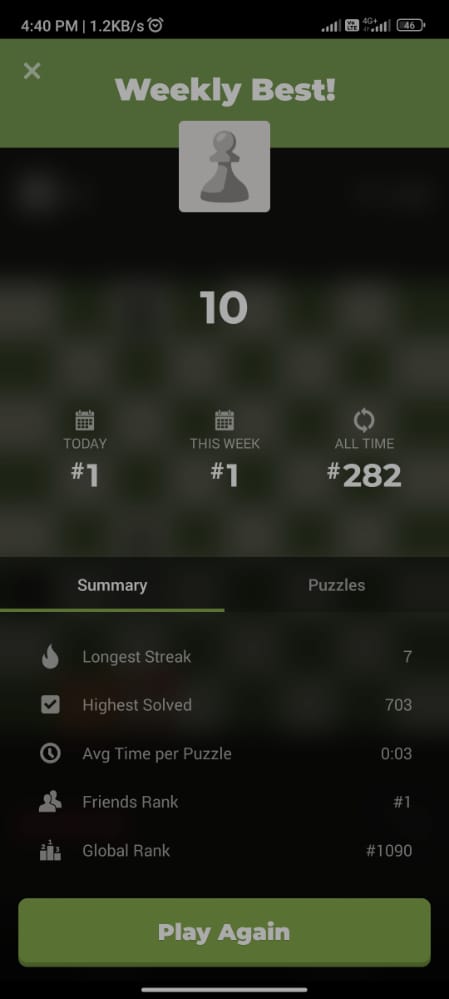 4:40 PM | 1.2KB/s
4G+
46
Weekly Best!
10
TODAY
THIS WEEK
ALL TIME
#1
#1
#282
Summary
Puzzles
Longest Streak
7
Highest Solved
703
Avg Time per Puzzle
0:03
Friends Rank
#1
Global Rank
#1090
Play Again